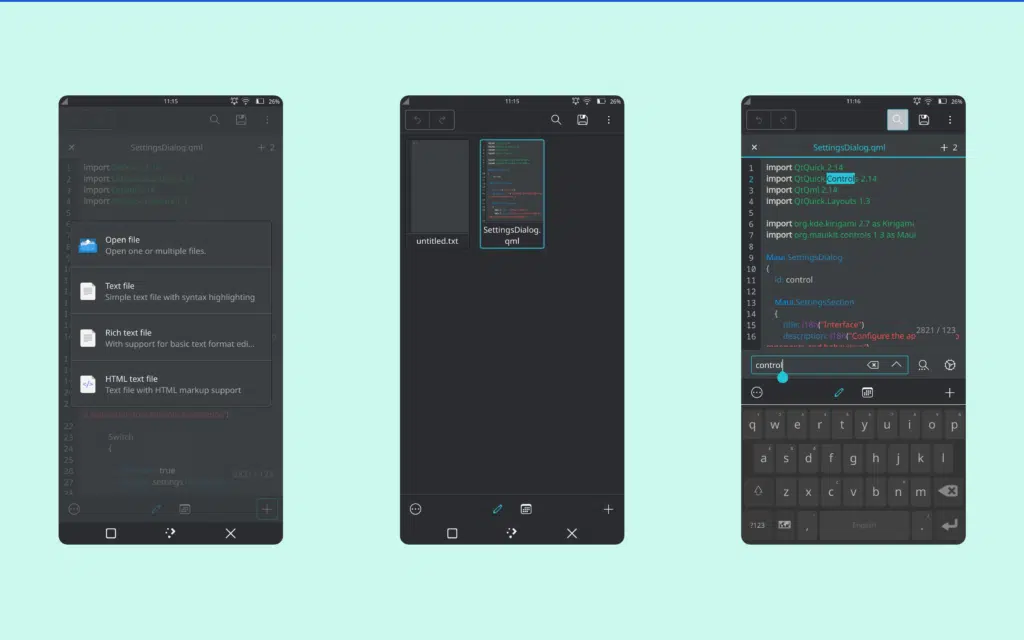 11:15
26%
SettingsDialog.qml
+ 2
1 import
2 import
3 import
4 import
5
Open file
Open one or multiple files.
Text file
Simple text file with syntax highlighting
Rich text file
With support for basic text format edi...
HTML text file
Text file with HTML markup support
22
23 Switch
24 {
25
26 true
27 settings
2821 / 123
11:15
26%
untitled.txt
SettingsDialog.
qml
11:16
26%
SettingsDialog.qml
+ 2
1 import QtQuick 2.14
2 import QtQuick.Controls 2.14
3 import QtQml 2.14
4 import QtQuick.Layouts 1.3
5
6 import org.kde.kirigami 2.7 as Kirigami
7 import org.mauikit.controls 1.3 as Maui
8
9 Maui.SettingsDialog
10 {
11 id: control
12
13 Maui.SettingsSection
14 {
15 title: i18n("Interface")
16 description: i18n("Configure the ap
2821 / 123
control
q w e r t y u i o p
a s d f g h j k l
z x c v b n m
?123 , English .